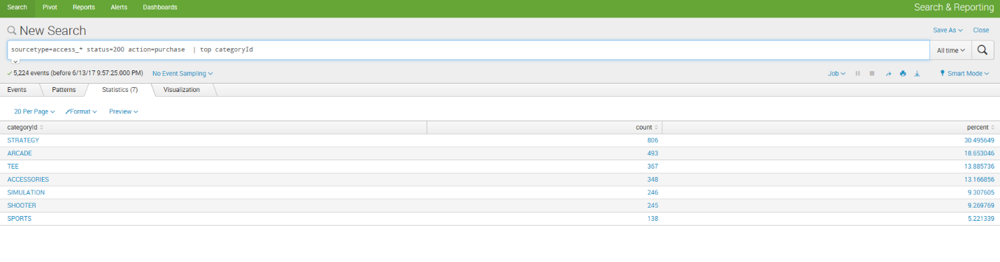 Search Pivot Reports Alerts Dashboards Search & Reporting
New Search Save As Close
sourcetype=access_* status=200 action=purchase | top categoryId All time
5,224 events (before 6/13/17 9:57:25.000 PM) No Event Sampling Job Smart Mode
Events Patterns Statistics (7) Visualization
20 Per Page Format Preview
categoryId count percent
STRATEGY 806 30.495649
ARCADE 493 18.653046
TEE 367 13.885736
ACCESSORIES 348 13.166856
SIMULATION 246 9.307605
SHOOTER 245 9.269769
SPORTS 138 5.221339